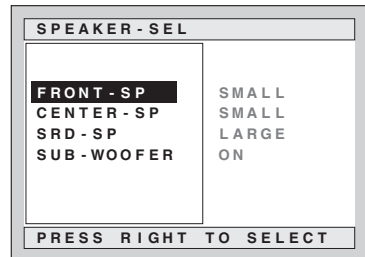 SPEAKER-SEL
FRONT-SP SMALL
CENTER-SP SMALL
SRD-SP LARGE
SUB-WOOFER ON
PRESS RIGHT TO SELECT